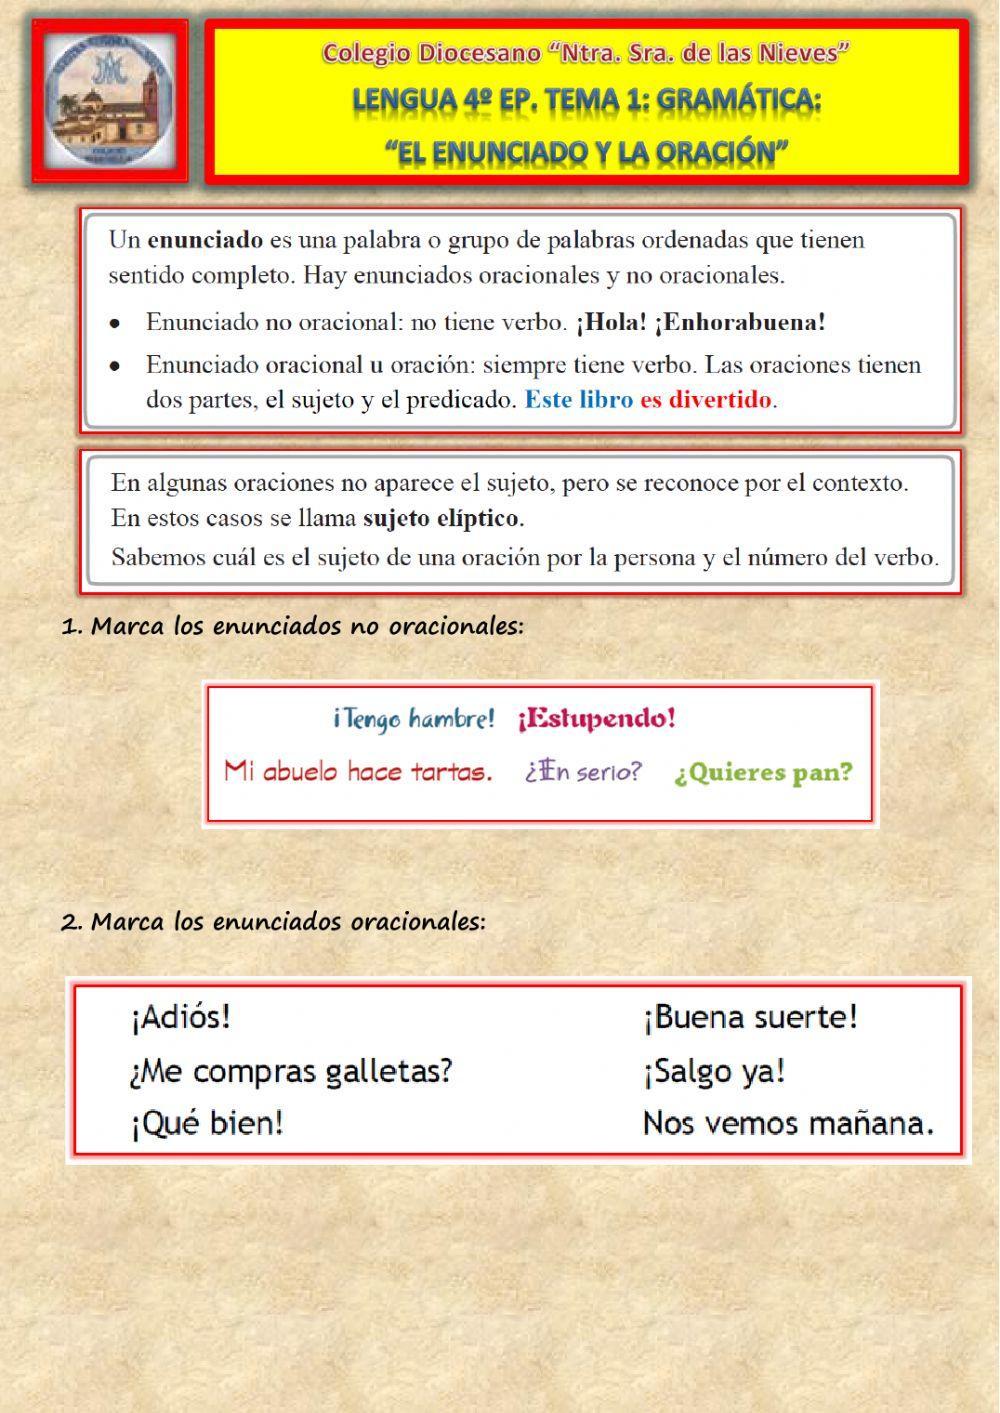 Colegio Diocesano “Ntra. Sra. de las Nieves”
LENGUA 4º EP. TEMA 1: GRAMÁTICA:
“EL ENUNCIADO Y LA ORACIÓN”
Un enunciado es una palabra o grupo de palabras ordenadas que tienen
sentido completo. Hay enunciados oracionales y no oracionales.
• Enunciado no oracional: no tiene verbo. ¡Hola! ¡Enhorabuena!
• Enunciado oracional u oración: siempre tiene verbo. Las oraciones tienen
dos partes, el sujeto y el predicado. Este libro es divertido.
En algunas oraciones no aparece el sujeto, pero se reconoce por el contexto.
En estos casos se llama sujeto elíptico.
Sabemos cuál es el sujeto de una oración por la persona y el número del verbo.
1. Marca los enunciados no oracionales:
¡Tengo hambre! ¡Estupendo!
Mi abuelo hace tartas. ¿En serio? ¿Quieres pan?
2. Marca los enunciados oracionales:
¡Adiós! ¡Buena suerte!
¿Me compras galletas? ¡Salgo ya!
¡Qué bien! Nos vemos mañana.